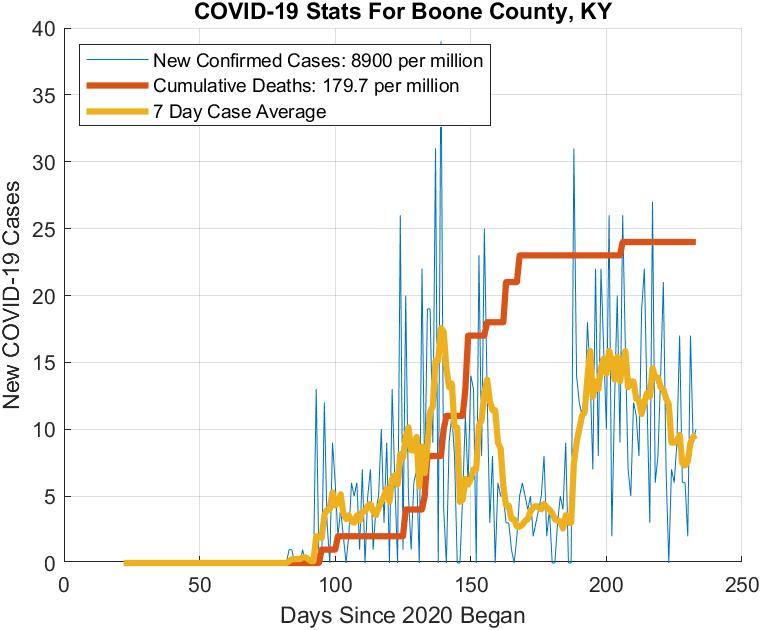 COVID-19 Stats For Boone County, KY
40
New Confirmed Cases: 8900 per million
Cumulative Deaths: 179.7 per million
7 Day Case Average
35
30
25
20
15
10
5
0
New COVID-19 Cases
0 50 100 150 200 250
Days Since 2020 Began